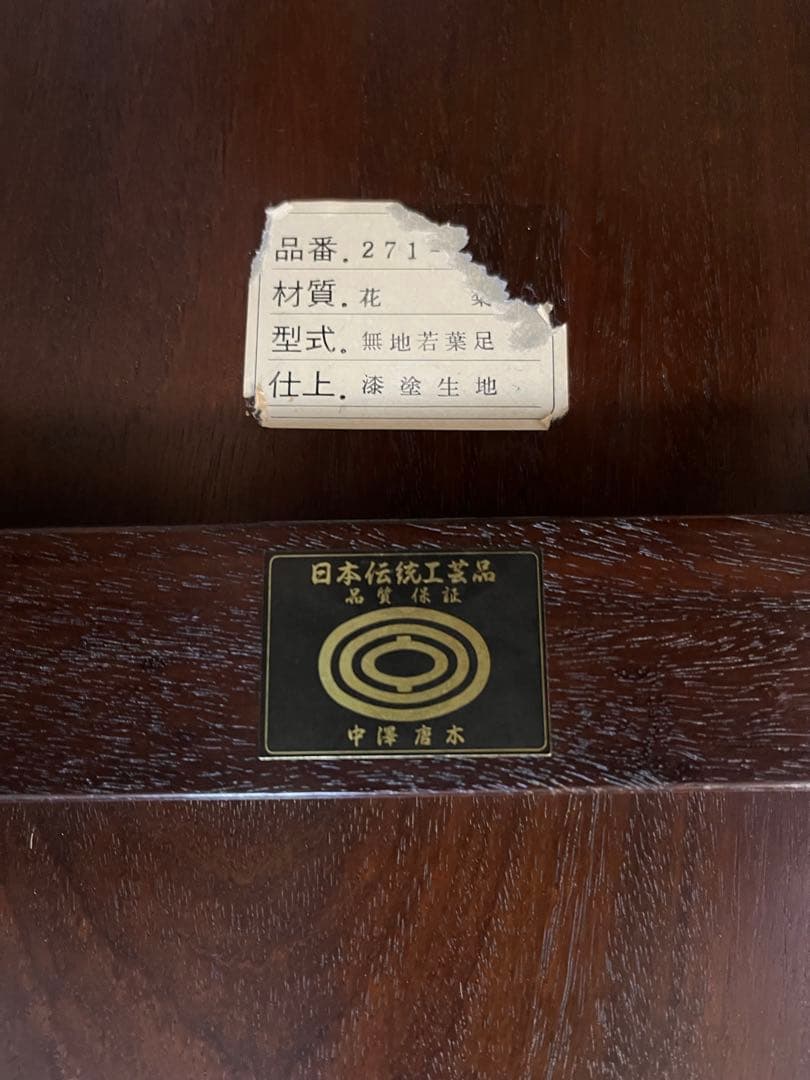 品番. 271-
材質. 花
型式. 無地若葉足
仕上. 漆塗生地
日本伝统工芸品
品質保証
中澤唐木